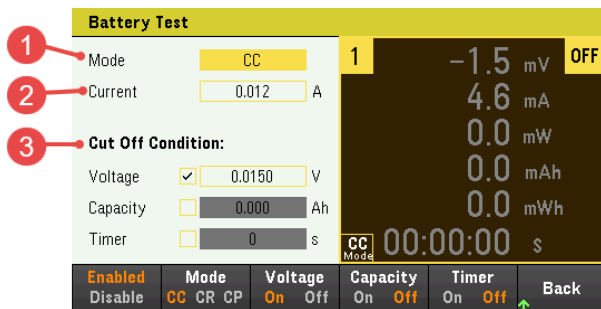 Battery Test
1
Mode CC
2
Current 0.012 A
3
Cut Off Condition:
Voltage ✓ 0.0150 V
Capacity 0.000 Ah
Timer 0 s
1 OFF
-1.5 mV
4.6 mA
0.0 mW
0.0 mAh
0.0 mWh
CC Mode 00:00:00 s
Enabled Mode Voltage Capacity Timer Back
Disable CC CR CP On Off On Off On Off